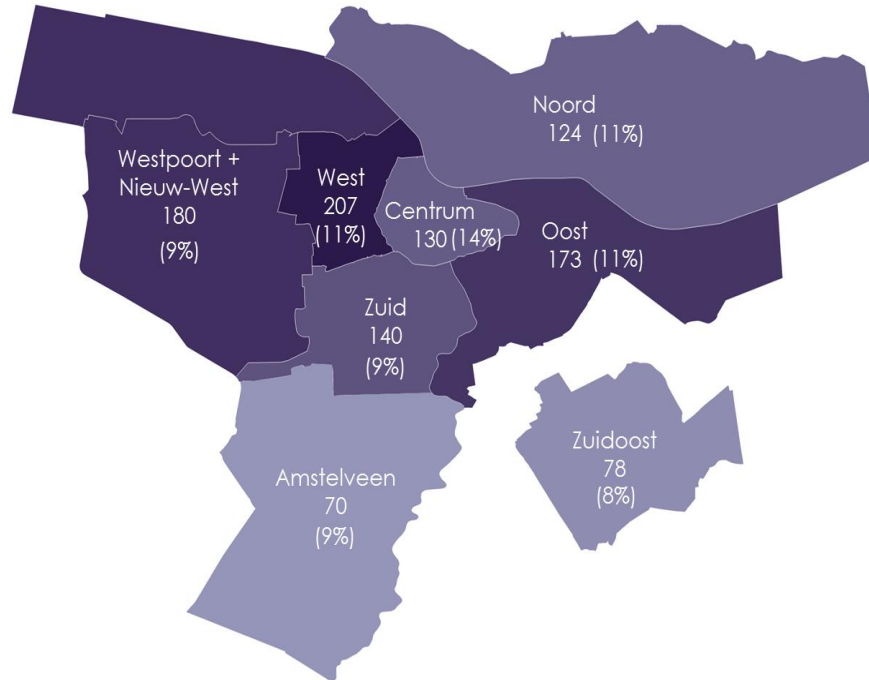 Noord
124 (11%)
Westpoort +
Nieuw-West
180
(9%)
West
207
(11%)
Centrum
130 (14%)
Oost
173 (11%)
Zuid
140
(9%)
Zuidoost
78
(8%)
Amstelveen
70
(9%)